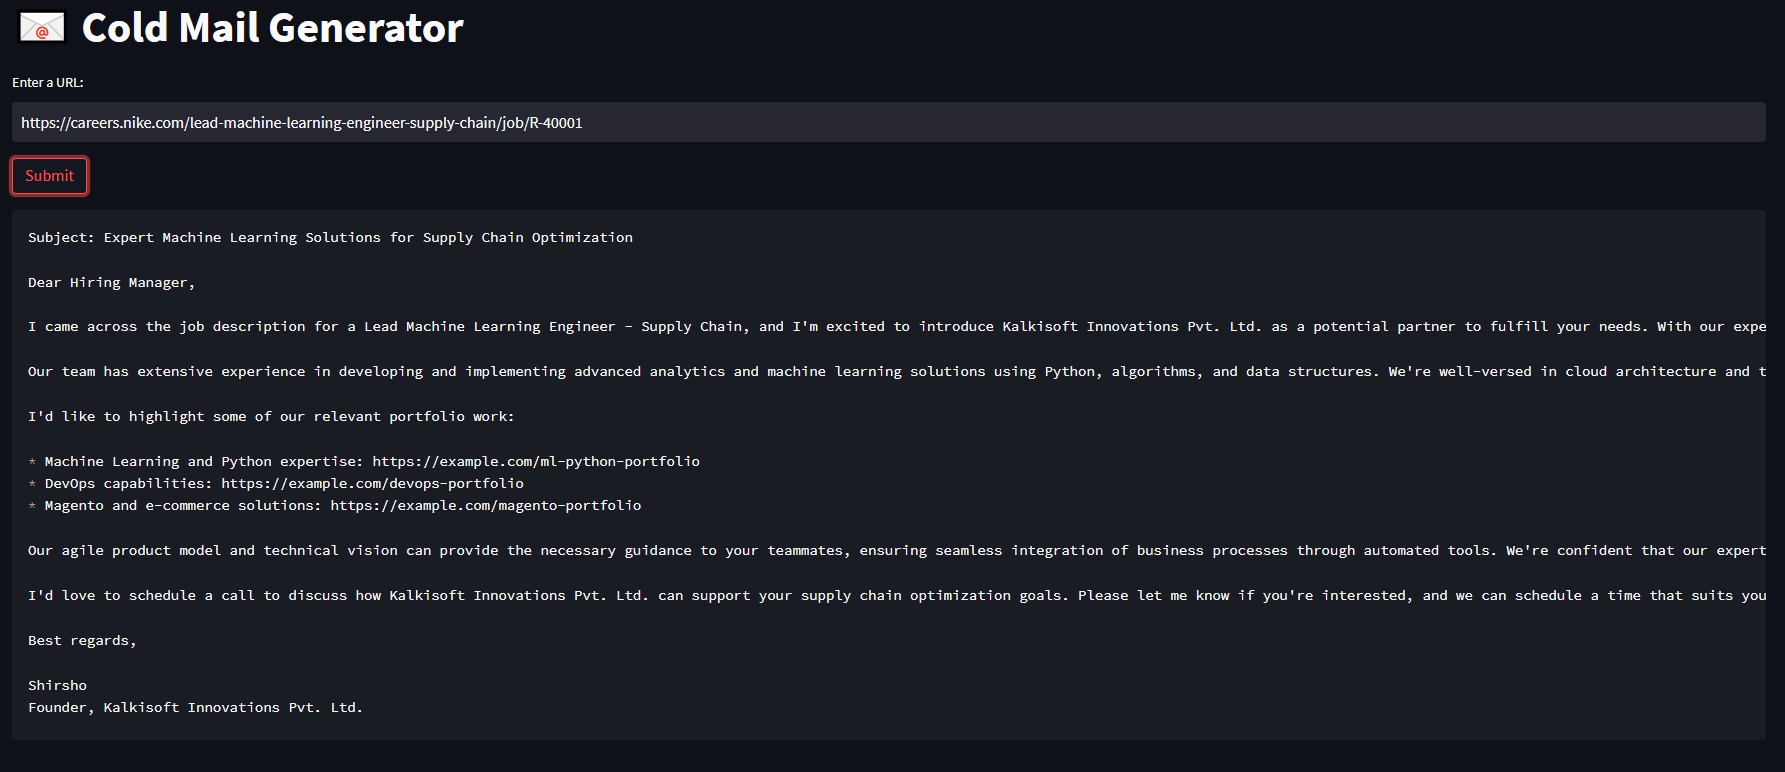 Cold Mail Generator
Enter a URL:
https://careers.nike.com/lead-machine-learning-engineer-supply-chain/job/R-40001
Submit
Subject: Expert Machine Learning Solutions for Supply Chain Optimization
Dear Hiring Manager,
I came across the job description for a Lead Machine Learning Engineer - Supply Chain, and I'm excited to introduce Kalkisoft Innovations Pvt. Ltd. as a potential partner to fulfill your needs. With our expe
Our team has extensive experience in developing and implementing advanced analytics and machine learning solutions using Python, algorithms, and data structures. We're well-versed in cloud architecture and t
I'd like to highlight some of our relevant portfolio work:
* Machine Learning and Python expertise: https://example.com/ml-python-portfolio
* DevOps capabilities: https://example.com/devops-portfolio
* Magento and e-commerce solutions: https://example.com/magento-portfolio
Our agile product model and technical vision can provide the necessary guidance to your teammates, ensuring seamless integration of business processes through automated tools. We're confident that our expert
I'd love to schedule a call to discuss how Kalkisoft Innovations Pvt. Ltd. can support your supply chain optimization goals. Please let me know if you're interested, and we can schedule a time that suits you
Best regards,
Shirsho
Founder, Kalkisoft Innovations Pvt. Ltd.